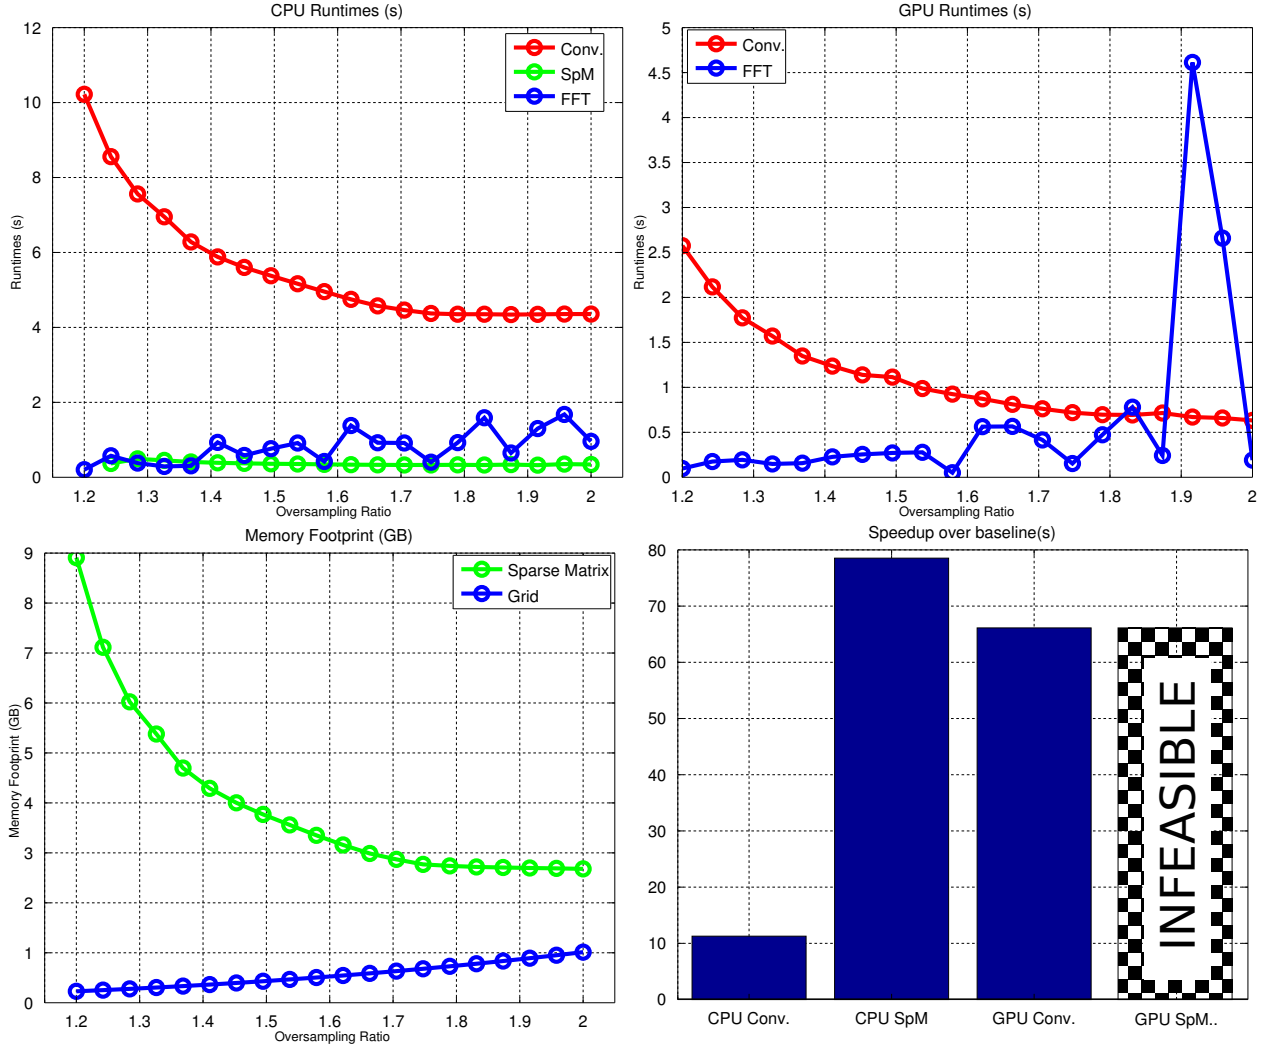 CPU Runtimes (s)
12
10
8
6
4
2
0
Runtimes (s)
Conv.
SpM
FFT
1.2 1.3 1.4 1.5 1.6 1.7 1.8 1.9 2
Oversampling Ratio
GPU Runtimes (s)
5
4.5
4
3.5
3
2.5
2
1.5
1
0.5
0
Runtimes (s)
Conv.
FFT
1.2 1.3 1.4 1.5 1.6 1.7 1.8 1.9 2
Oversampling Ratio
Memory Footprint (GB)
9
8
7
6
5
4
3
2
1
0
Memory Footprint (GB)
Sparse Matrix
Grid
1.2 1.3 1.4 1.5 1.6 1.7 1.8 1.9 2
Oversampling Ratio
Speedup over baseline(s)
80
70
60
50
40
30
20
10
0
INFEASIBLE
CPU Conv. CPU SpM GPU Conv. GPU SpM..